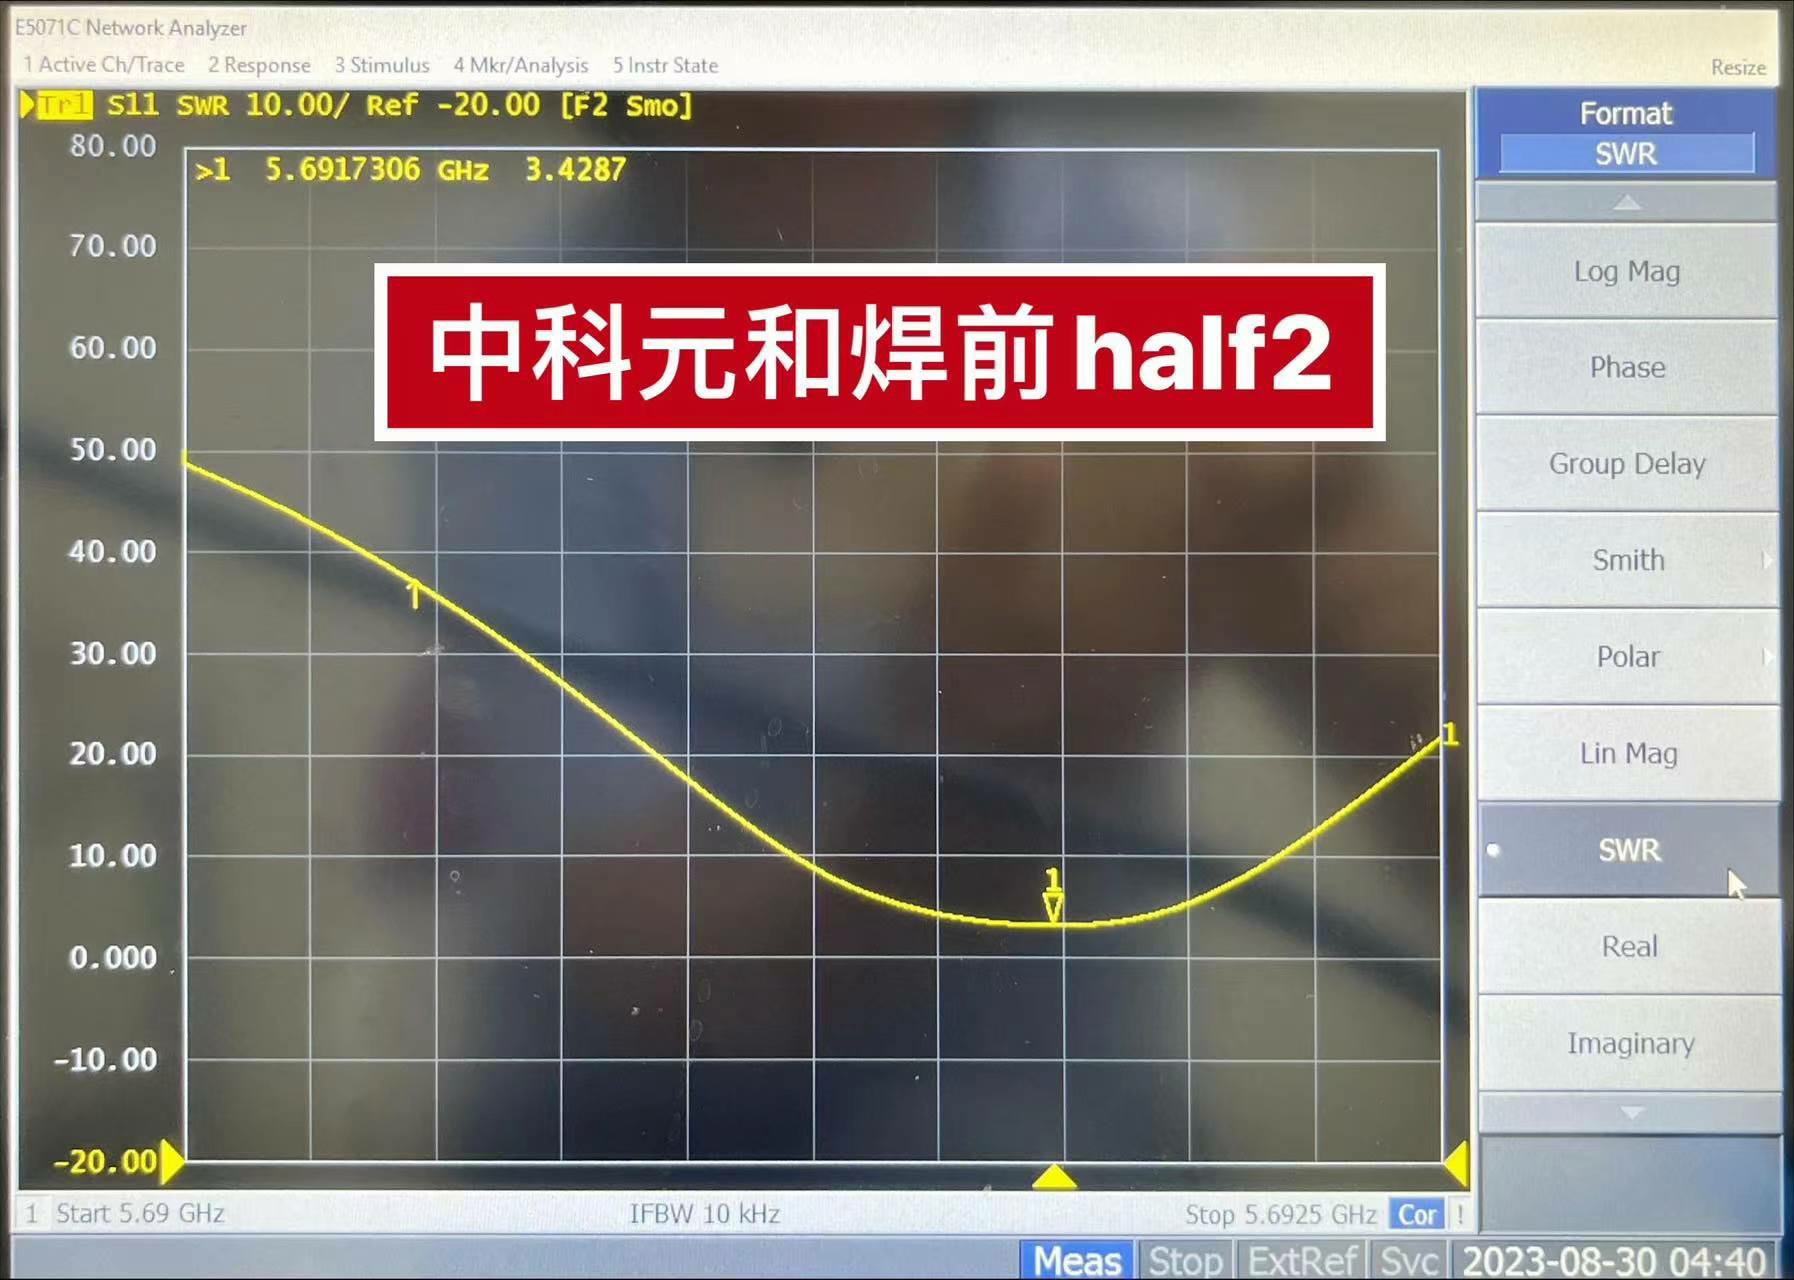 E5071C Network Analyzer
1 Active Ch/Trace 2 Response 3 Stimulus 4 Mkr/Analysis 5 Instr State
Resize
Tr1 S11 SWR 10.00/ Ref -20.00 [F2 Smo]
80.00
>1 5.6917306 GHz 3.4287
70.00
60.00
50.00
40.00
30.00
20.00
10.00
0.000
-10.00
-20.00
中科元和焊前half2
1
1
1
Format
SWR
Log Mag
Phase
Group Delay
Smith
Polar
Lin Mag
SWR
Real
Imaginary
1 Start 5.69 GHz IFBW 10 kHz Stop 5.6925 GHz Cor !
Meas Stop ExtRef Svc 2023-08-30 04:40